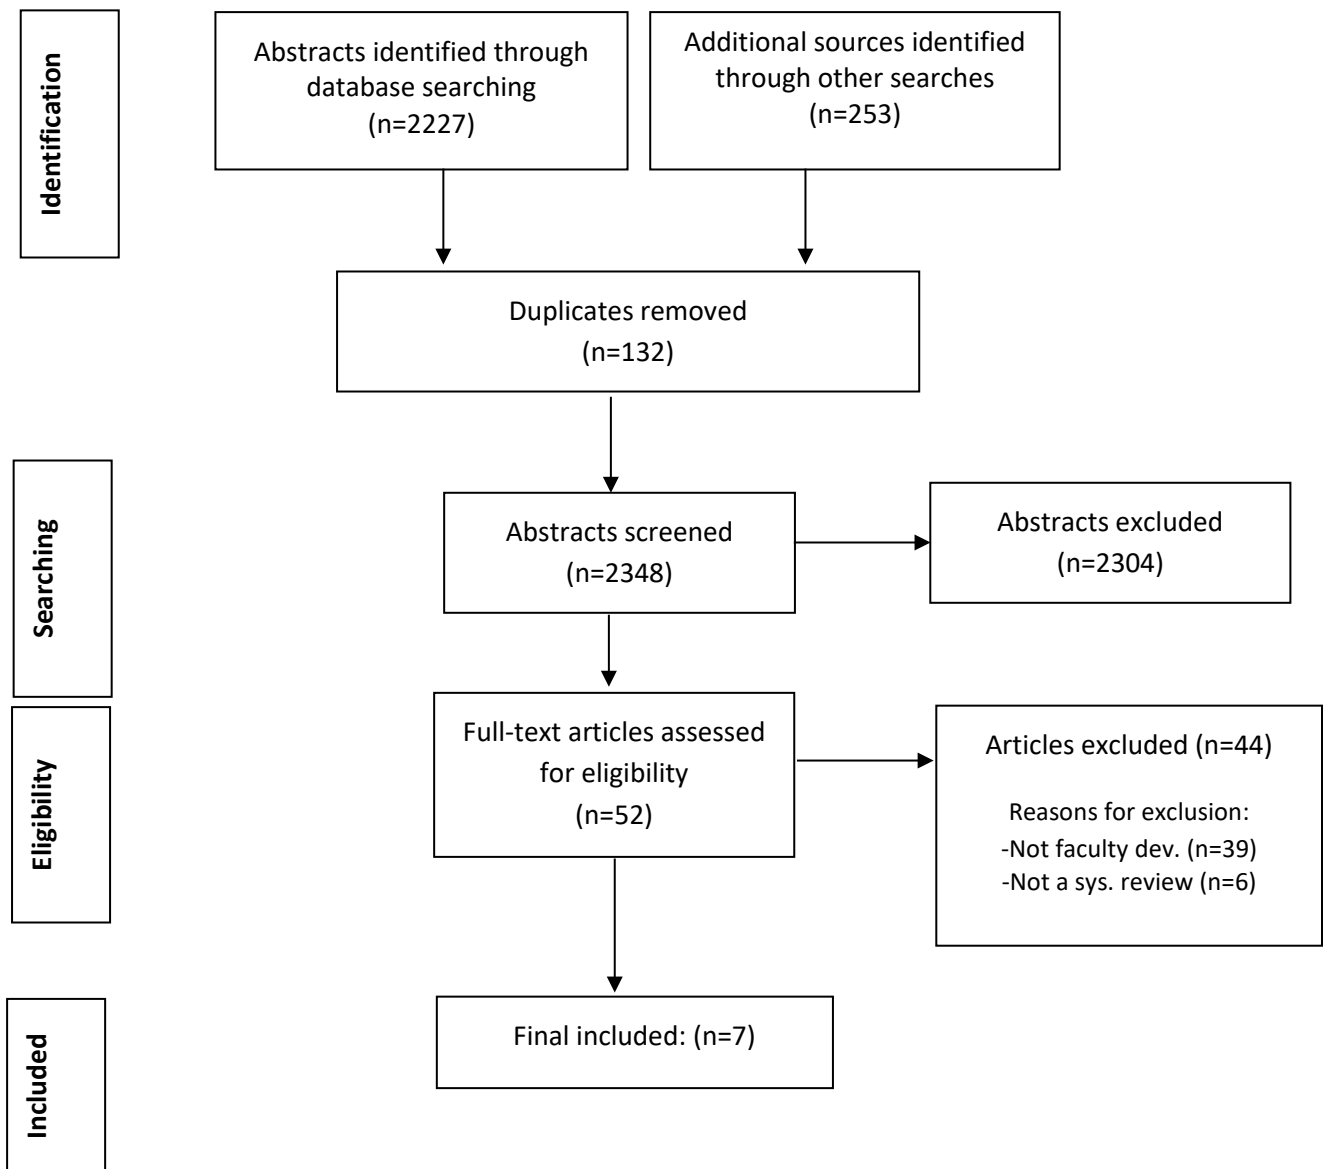 Identification
Abstracts identified through
database searching
(n=2227)
Additional sources identified
through other searches
(n=253)
Duplicates removed
(n=132)
Searching
Abstracts screened
(n=2348)
Abstracts excluded
(n=2304)
Eligibility
Full-text articles assessed
for eligibility
(n=52)
Articles excluded (n=44)
Reasons for exclusion:
-Not faculty dev. (n=39)
-Not a sys. review (n=6)
Included
Final included: (n=7)